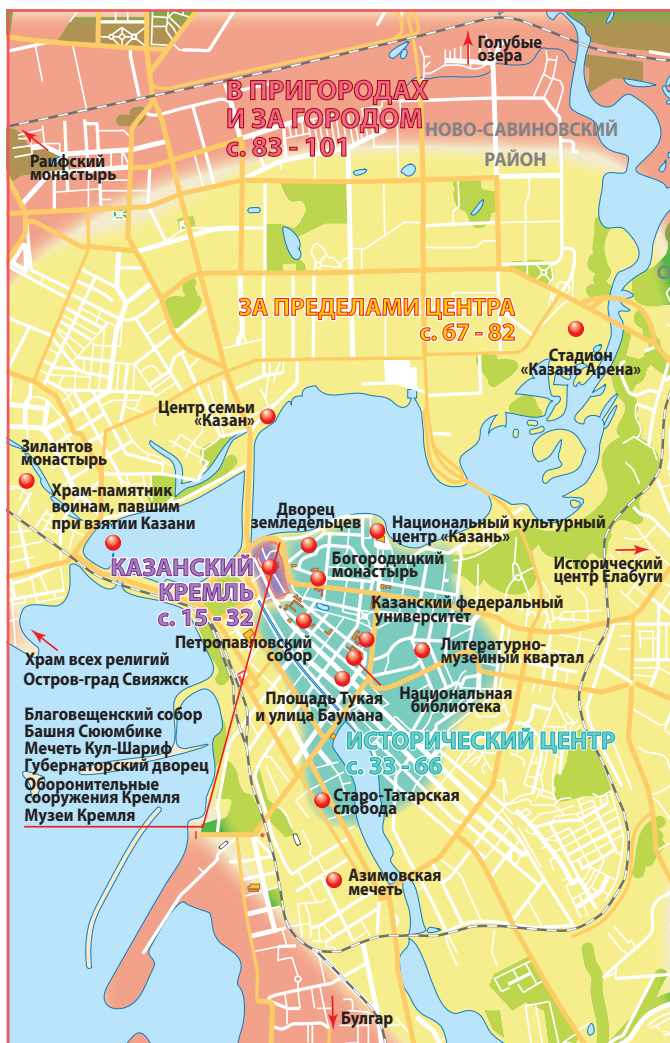 Голубые
озера
В ПРИГОРОДАХ
И ЗА ГОРОДОМ
с. 83 - 101
НОВО-САВИНОВСКИЙ
РАЙОН
Раифский
монастырь
С
ЗА ПРЕДЕЛАМИ ЦЕНТРА
с. 67 - 82
Стадион
«Казань Арена»
Центр семьи
«Казан»
Зилантов
монастырь
Храм-памятник
воинам, павшим
при взятии Казани
Дворец
земледельцев
Национальный культурный
центр «Казань»
КАЗАНСКИЙ
КРЕМЛЬ
с. 15 - 32
Богородицкий
монастырь
Исторический
центр Елабуги
Казанский федеральный
университет
Петропавловский
собор
Литературно-
музейный квартал
Храм всех религий
Остров-град Свияжск
Площадь Тукая
и улица Баумана
Национальная
библиотека
Благовещенский собор
Башня Сююмбике
Мечеть Кул-Шариф
Губернаторский дворец
Оборонительные
сооружения Кремля
Музеи Кремля
ИСТОРИЧЕСКИЙ ЦЕНТР
с. 33 - 66
Старо-Татарская
слобода
Азимовская
мечеть
Булгар